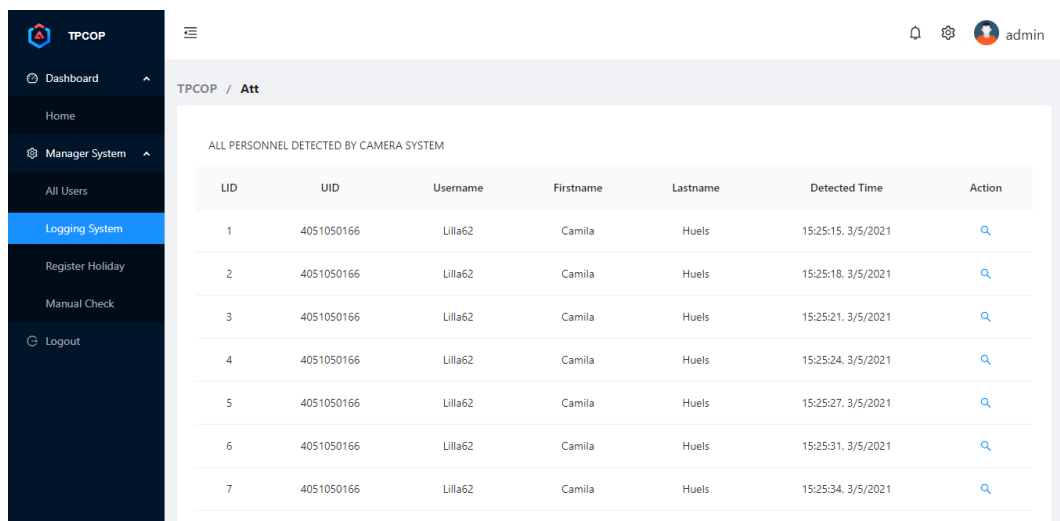 TPCOP
admin
Dashboard
TPCOP / Att
Home
Manager System
All Users
Logging System
Register Holiday
Manual Check
Logout
ALL PERSONNEL DETECTED BY CAMERA SYSTEM
LID UID Username Firstname Lastname Detected Time Action
1 4051050166 Lilla62 Camila Huels 15:25:15, 3/5/2021
2 4051050166 Lilla62 Camila Huels 15:25:18, 3/5/2021
3 4051050166 Lilla62 Camila Huels 15:25:21, 3/5/2021
4 4051050166 Lilla62 Camila Huels 15:25:24, 3/5/2021
5 4051050166 Lilla62 Camila Huels 15:25:27, 3/5/2021
6 4051050166 Lilla62 Camila Huels 15:25:31, 3/5/2021
7 4051050166 Lilla62 Camila Huels 15:25:34, 3/5/2021